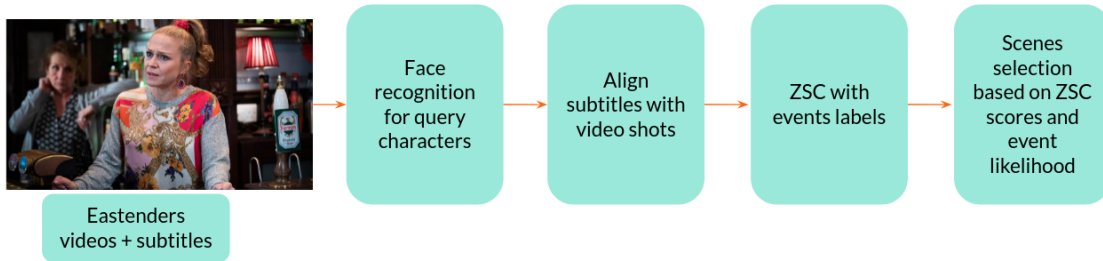 Eastenders
videos + subtitles
Face
recognition
for query
characters
Align
subtitles with
video shots
ZSC with
events labels
Scenes
selection
based on ZSC
scores and
event
likelihood